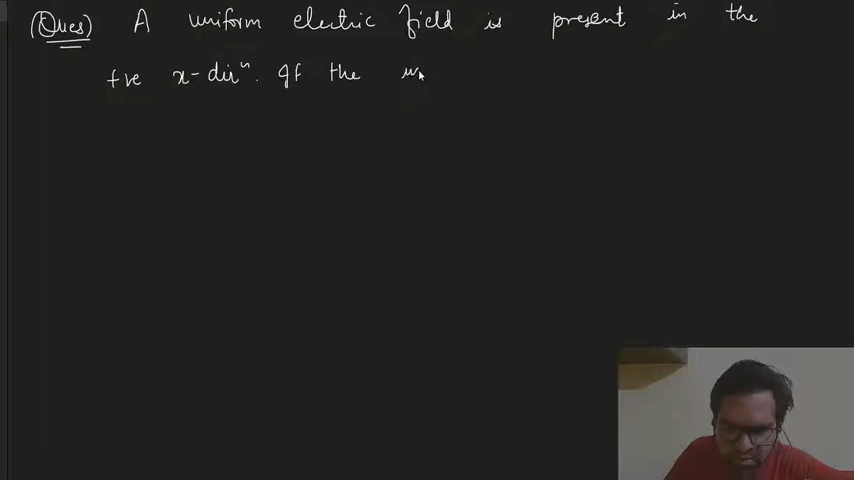 (Ques) A uniform electric field is present in the
+ve x-dirⁿ. If the